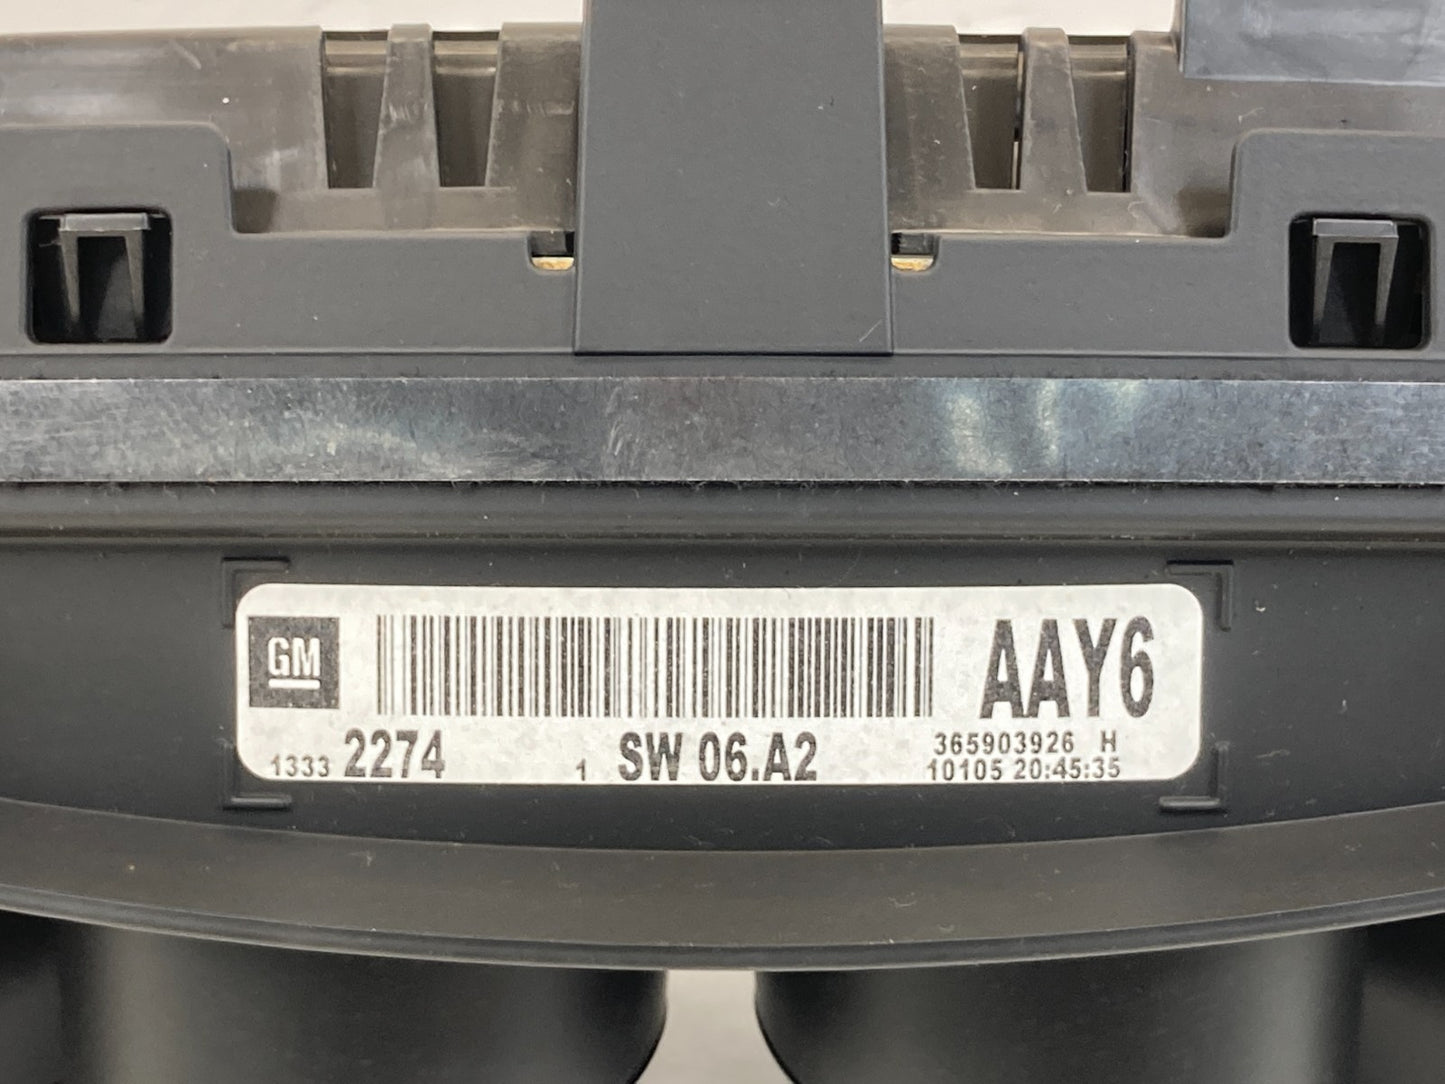 GM
AAY6
1333 2274 1 SW 06.A2
365903926 H
10105 20:45:35